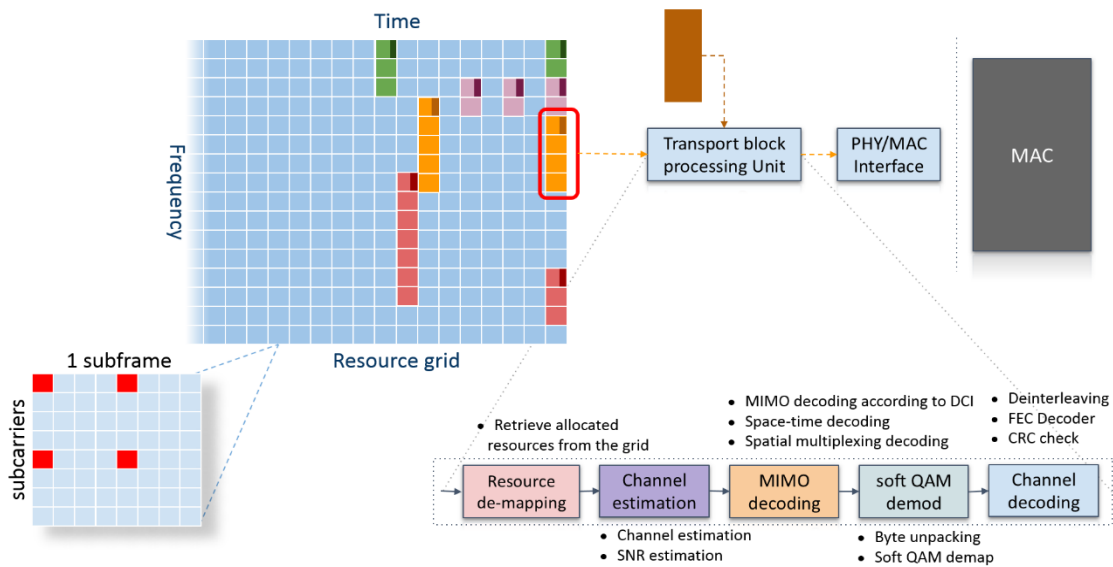 Time
Frequency
Resource grid
Transport block
processing Unit
PHY/MAC
Interface
MAC
1 subframe
subcarriers
• Retrieve allocated
resources from the grid
• MIMO decoding according to DCI
• Space-time decoding
• Spatial multiplexing decoding
• Deinterleaving
• FEC Decoder
• CRC check
Resource
de-mapping
Channel
estimation
MIMO
decoding
soft QAM
demod
Channel
decoding
• Channel estimation
• SNR estimation
• Byte unpacking
• Soft QAM demap